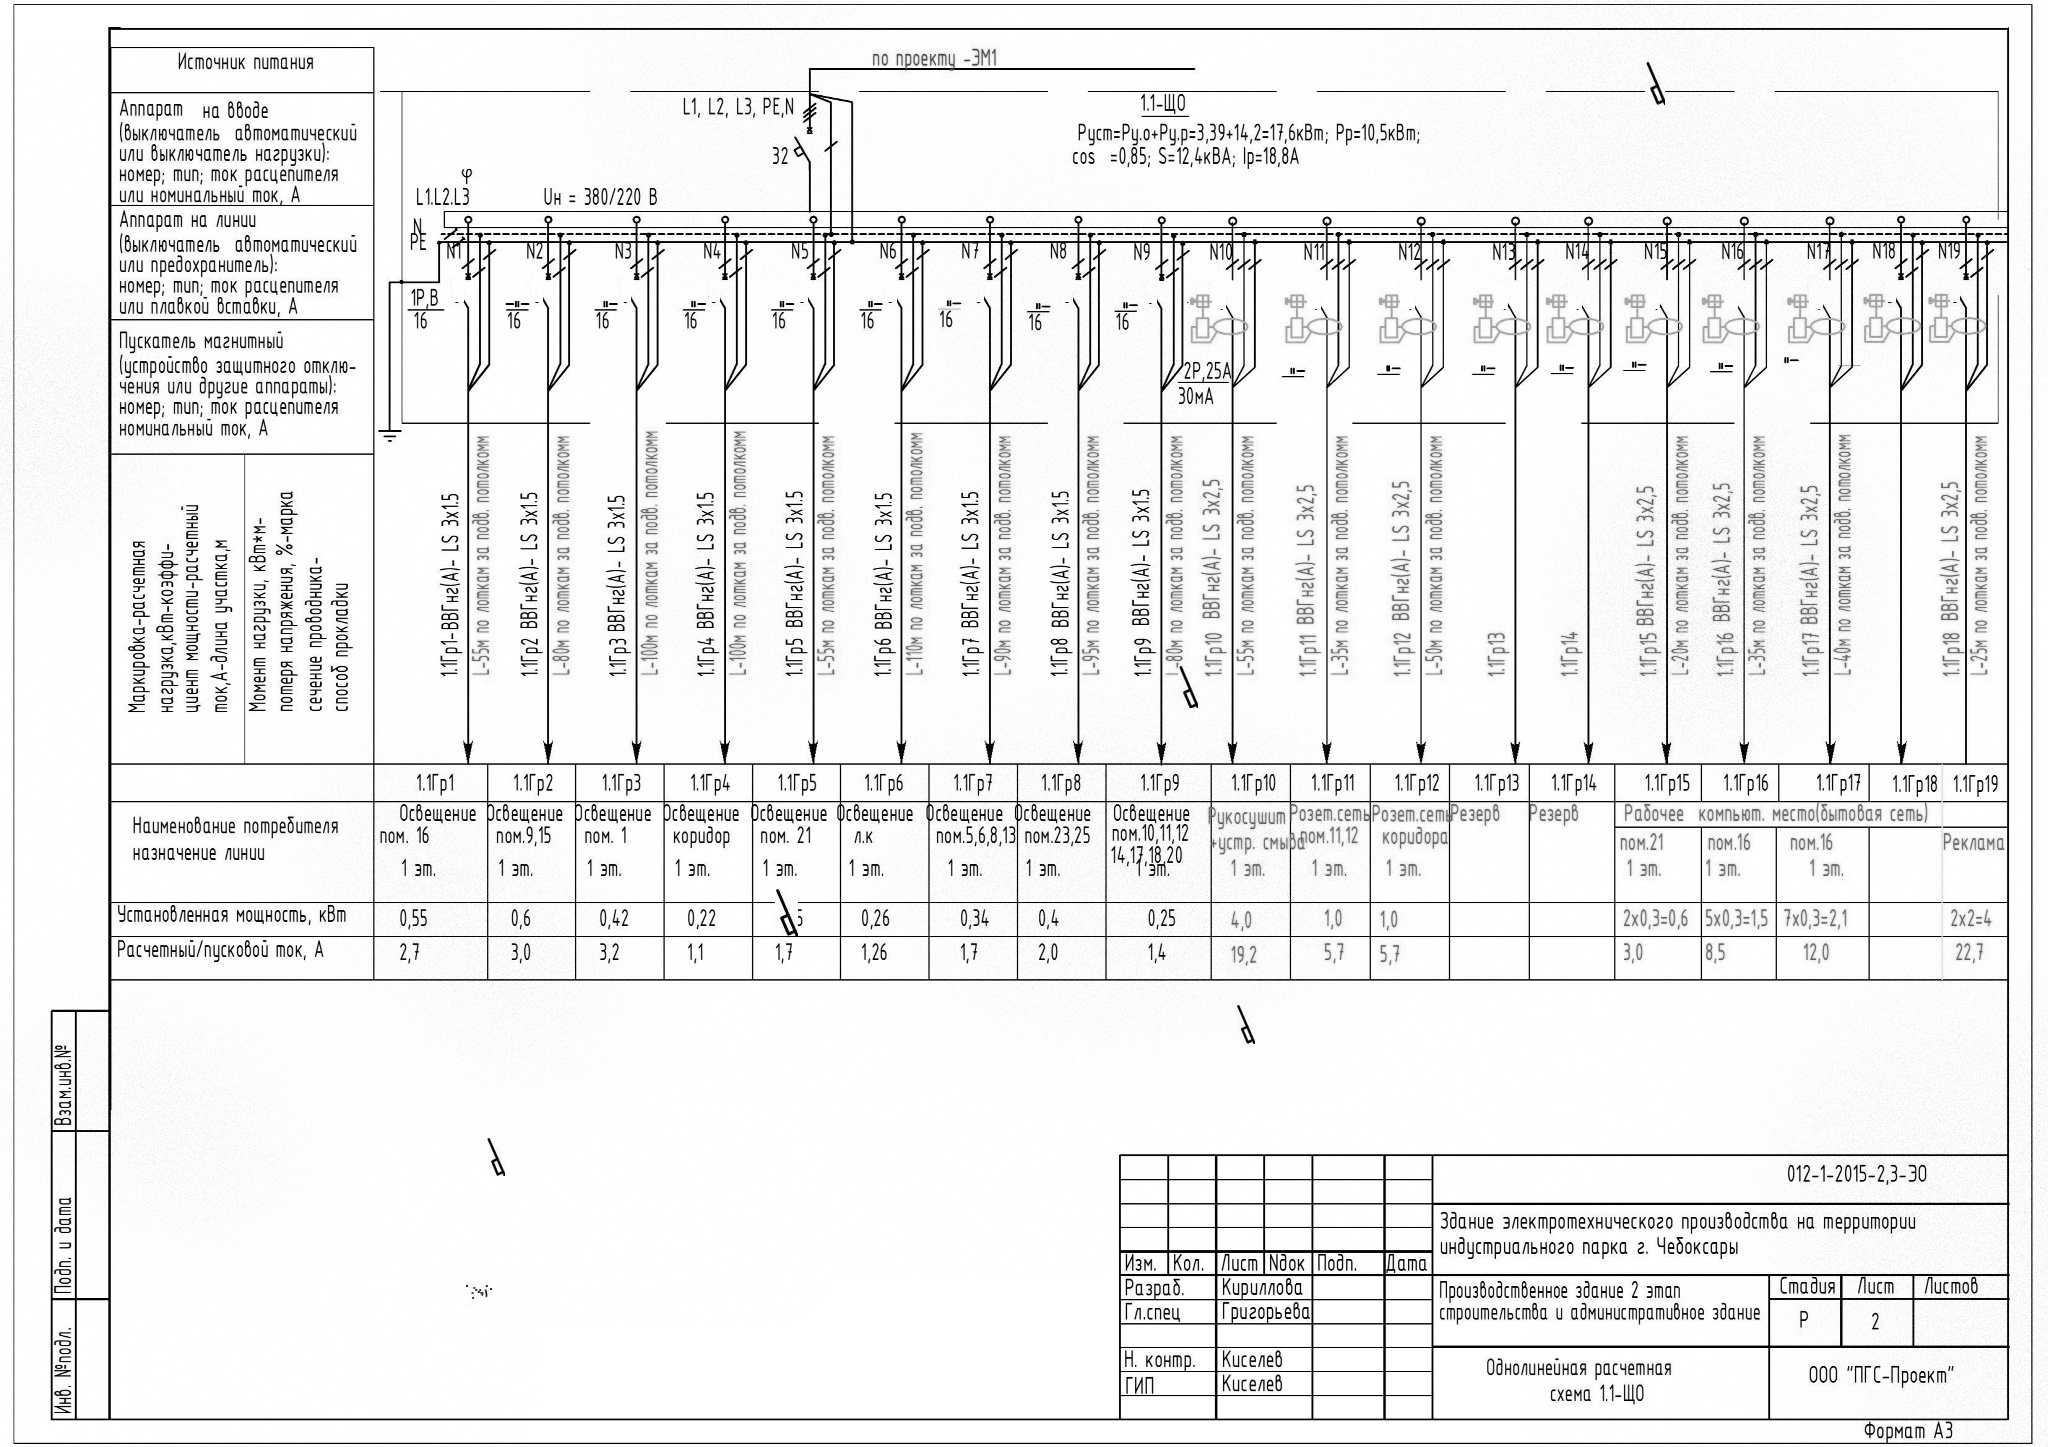 Источник питания
Аппарат на вводе
(выключатель автоматический
или выключатель нагрузки):
номер; тип; ток расцепителя
или номинальный ток, А
Аппарат на линии
(выключатель автоматический
или предохранитель):
номер; тип; ток расцепителя
или плавкой вставки, А
Пускатель магнитный
(устройство защитного отклю-
чения или другие аппараты):
номер; тип; ток расцепителя
номинальный ток, А
Маркировка-расчетная
нагрузка,кВт-коэффи-
циент мощности-расчетный
ток,А-длина участка,м
Момент нагрузки, кВт*м-
потеря напряжения, %-марка
сечение проводника-
способ прокладки
по проекту -ЭМ1
L1, L2, L3, PE,N
32
1.1-ЩО
Руст=Ру.о+Ру.р=3,39+14,2=17,6кВт; Рр=10,5кВт;
cos =0,85; S=12,4кВА; Iр=18,8А
φ
L1.L2.L3
Uн = 380/220 В
N
PE
N1 N2 N3 N4 N5 N6 N7 N8 N9 N10 N11 N12 N13 N14 N15 N16 N17 N18 N19
1Р,В
16
-"- 16
-"- 16
-"- 16
-"- 16
-"- 16
-"- 16
-"- 16
-"- 16
2Р,25А
30мА
-"- -"- -"- -"- -"- -"- -"-
1.1Гр1-ВВГнг(А)- LS 3х1.5
L-55м по лоткам за подв. потолкомм
1.1Гр2 ВВГнг(А)- LS 3х1.5
L-80м по лоткам за подв. потолкомм
1.1Гр3 ВВГнг(А)- LS 3х1.5
L-100м по лоткам за подв. потолкомм
1.1Гр4 ВВГнг(А)- LS 3х1.5
L-100м по лоткам за подв. потолкомм
1.1Гр5 ВВГнг(А)- LS 3х1.5
L-55м по лоткам за подв. потолкомм
1.1Гр6 ВВГнг(А)- LS 3х1.5
L-110м по лоткам за подв. потолкомм
1.1Гр7 ВВГнг(А)- LS 3х1.5
L-90м по лоткам за подв. потолкомм
1.1Гр8 ВВГнг(А)- LS 3х1.5
L-95м по лоткам за подв. потолкомм
1.1Гр9 ВВГнг(А)- LS 3х1.5
L-80м по лоткам за подв. потолкомм
1.1Гр10 ВВГнг(А)- LS 3х2,5
L-55м по лоткам за подв. потолкомм
1.1Гр11 ВВГнг(А)- LS 3х2,5
L-35м по лоткам за подв. потолкомм
1.1Гр12 ВВГнг(А)- LS 3х2,5
L-50м по лоткам за подв. потолкомм
1.1Гр13
1.1Гр14
1.1Гр15 ВВГнг(А)- LS 3х2,5
L-20м по лоткам за подв. потолкомм
1.1Гр16 ВВГнг(А)- LS 3х2,5
L-35м по лоткам за подв. потолкомм
1.1Гр17 ВВГнг(А)- LS 3х2,5
L-40м по лоткам за подв. потолкомм
1.1Гр18 ВВГнг(А)- LS 3х2,5
L-25м по лоткам за подв. потолкомм
1.1Гр1 1.1Гр2 1.1Гр3 1.1Гр4 1.1Гр5 1.1Гр6 1.1Гр7 1.1Гр8 1.1Гр9 1.1Гр10 1.1Гр11 1.1Гр12 1.1Гр13 1.1Гр14 1.1Гр15 1.1Гр16 1.1Гр17 1.1Гр18 1.1Гр19
Наименование потребителя
назначение линии
Освещение
пом. 16
1 эт.
Освещение
пом.9,15
1 эт.
Освещение
пом. 1
1 эт.
Освещение
коридор
1 эт.
Освещение
пом. 21
1 эт.
Освещение
л.к
1 эт.
Освещение
пом.5,6,8,13
1 эт.
Освещение
пом.23,25
1 эт.
Освещение
пом.10,11,12
14,17,18,20
1 эт.
Рукосушит
+устр. смыва
1 эт.
Розет.сеть
пом.11,12
1 эт.
Розет.сеть
коридора
1 эт.
Резерв
Резерв
Рабочее компьют. место(бытовая сеть)
пом.21
1 эт.
пом.16
1 эт.
пом.16
1 эт.
Реклама
Установленная мощность, кВт 0,55 0,6 0,42 0,22 5 0,26 0,34 0,4 0,25 4,0 1,0 1,0 2х0,3=0,6 5х0,3=1,5 7х0,3=2,1 2х2=4
Расчетный/пусковой ток, А 2,7 3,0 3,2 1,1 1,7 1,26 1,7 2,0 1,4 19,2 5,7 5,7 3,0 8,5 12,0 22,7
Взам.инв.№
Подп. и дата
Инв. №подл.
012-1-2015-2,3-ЭО
Здание электротехнического производства на территории
индустриального парка г. Чебоксары
Изм. Кол. Лист Nдок Подп. Дата
Разраб. Кириллова
Гл.спец Григорьева
Н. контр. Киселев
ГИП Киселев
Производственное здание 2 этап
строительства и административное здание
Стадия Лист Листов
Р 2
Однолинейная расчетная
схема 1.1-ЩО
ООО "ПГС-Проект"
Формат А3